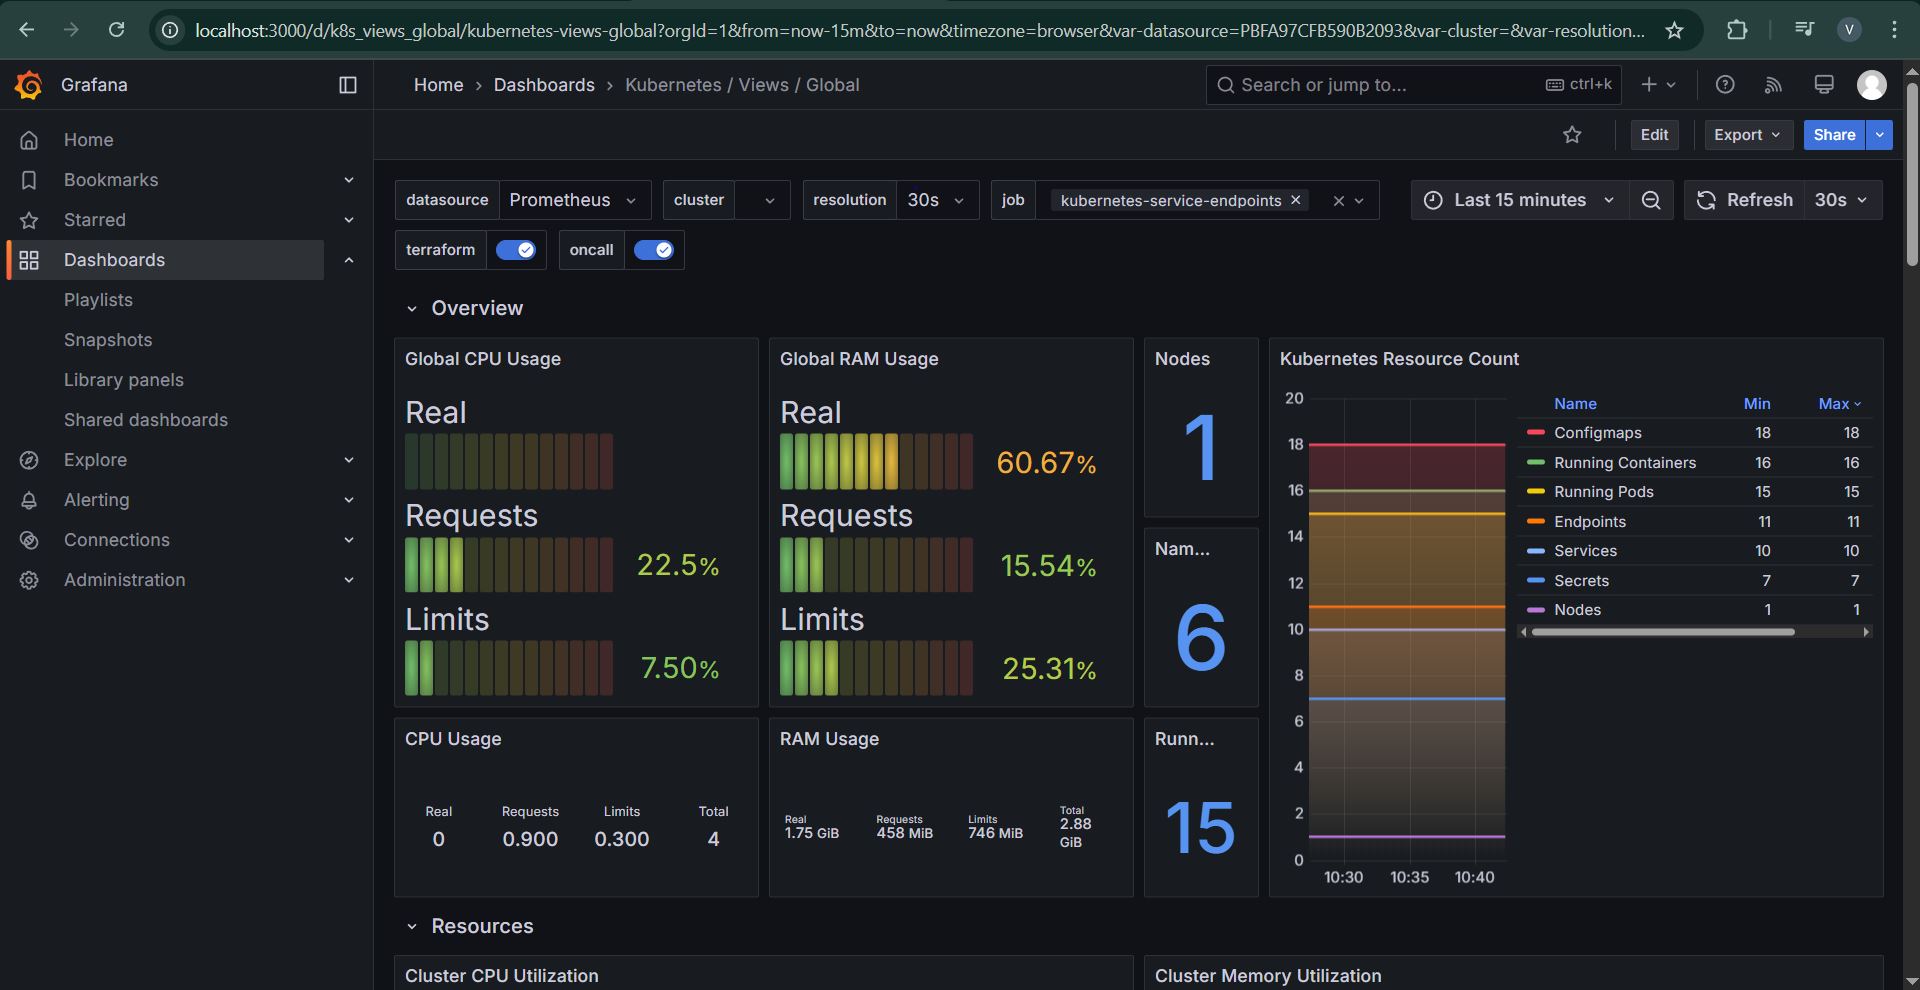 localhost:3000/d/k8s_views_global/kubernetes-views-global?orgId=1&from=now-15m&to=now&timezone=browser&var-datasource=PBFA97CFB590B2093&var-cluster=&var-resolution...
V
Grafana
Home › Dashboards › Kubernetes / Views / Global
Search or jump to... ctrl+k
Home
Bookmarks
Starred
Dashboards
Playlists
Snapshots
Library panels
Shared dashboards
Explore
Alerting
Connections
Administration
Edit Export Share
datasource Prometheus cluster resolution 30s job kubernetes-service-endpoints Last 15 minutes Refresh 30s
terraform oncall
Overview
Global CPU Usage
Real
Requests
22.5%
Limits
7.50%
Global RAM Usage
Real
60.67%
Requests
15.54%
Limits
25.31%
Nodes
1
Nam...
6
Kubernetes Resource Count
20
18
16
14
12
10
8
6
4
2
0
10:30 10:35 10:40
Name Min Max
Configmaps 18 18
Running Containers 16 16
Running Pods 15 15
Endpoints 11 11
Services 10 10
Secrets 7 7
Nodes 1 1
CPU Usage
Real Requests Limits Total
0 0.900 0.300 4
RAM Usage
Real
1.75 GiB
Requests
458 MiB
Limits
746 MiB
Total
2.88
GiB
Runn...
15
Resources
Cluster CPU Utilization
Cluster Memory Utilization